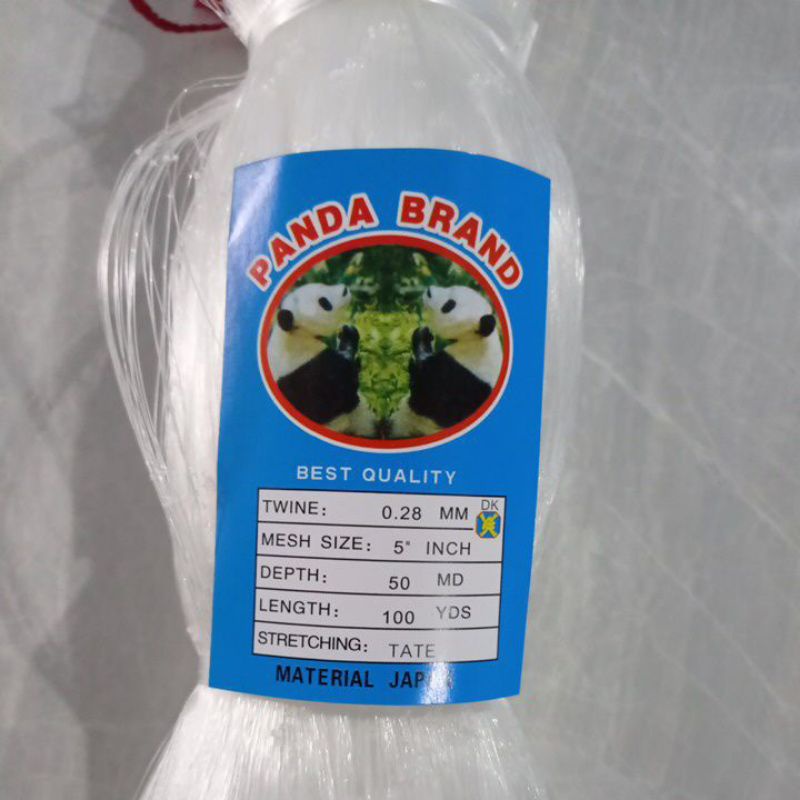 PANDA BRAND
BEST QUALITY
TWINE: 0.28 MM DK
MESH SIZE: 5" INCH
DEPTH: 50 MD
LENGTH: 100 YDS
STRETCHING: TATE
MATERIAL